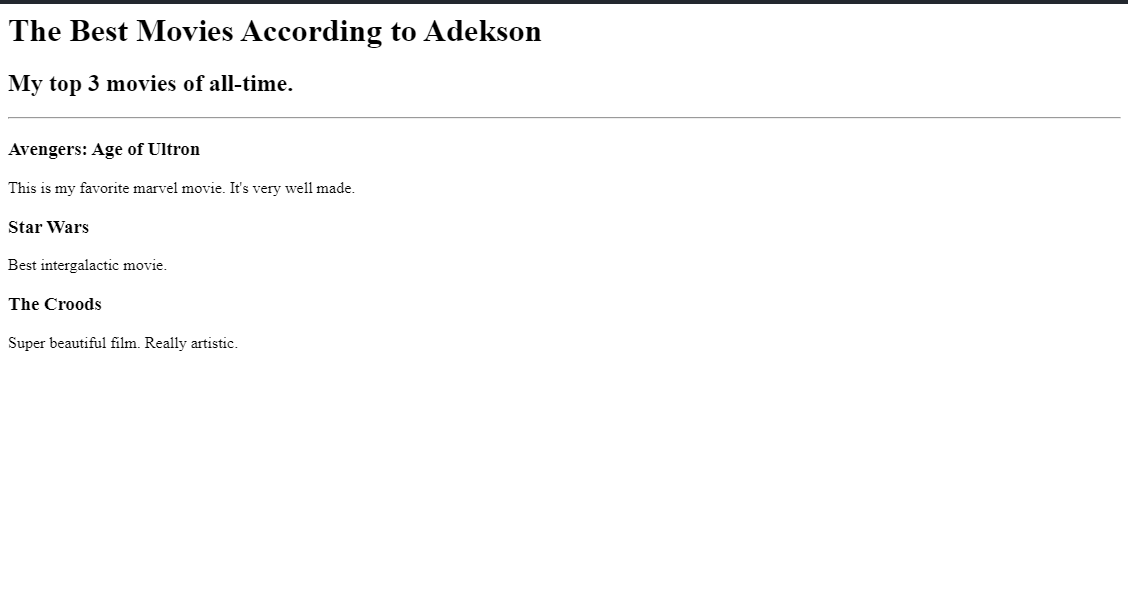 The Best Movies According to Adekson
My top 3 movies of all-time.
Avengers: Age of Ultron
This is my favorite marvel movie. It's very well made.
Star Wars
Best intergalactic movie.
The Croods
Super beautiful film. Really artistic.